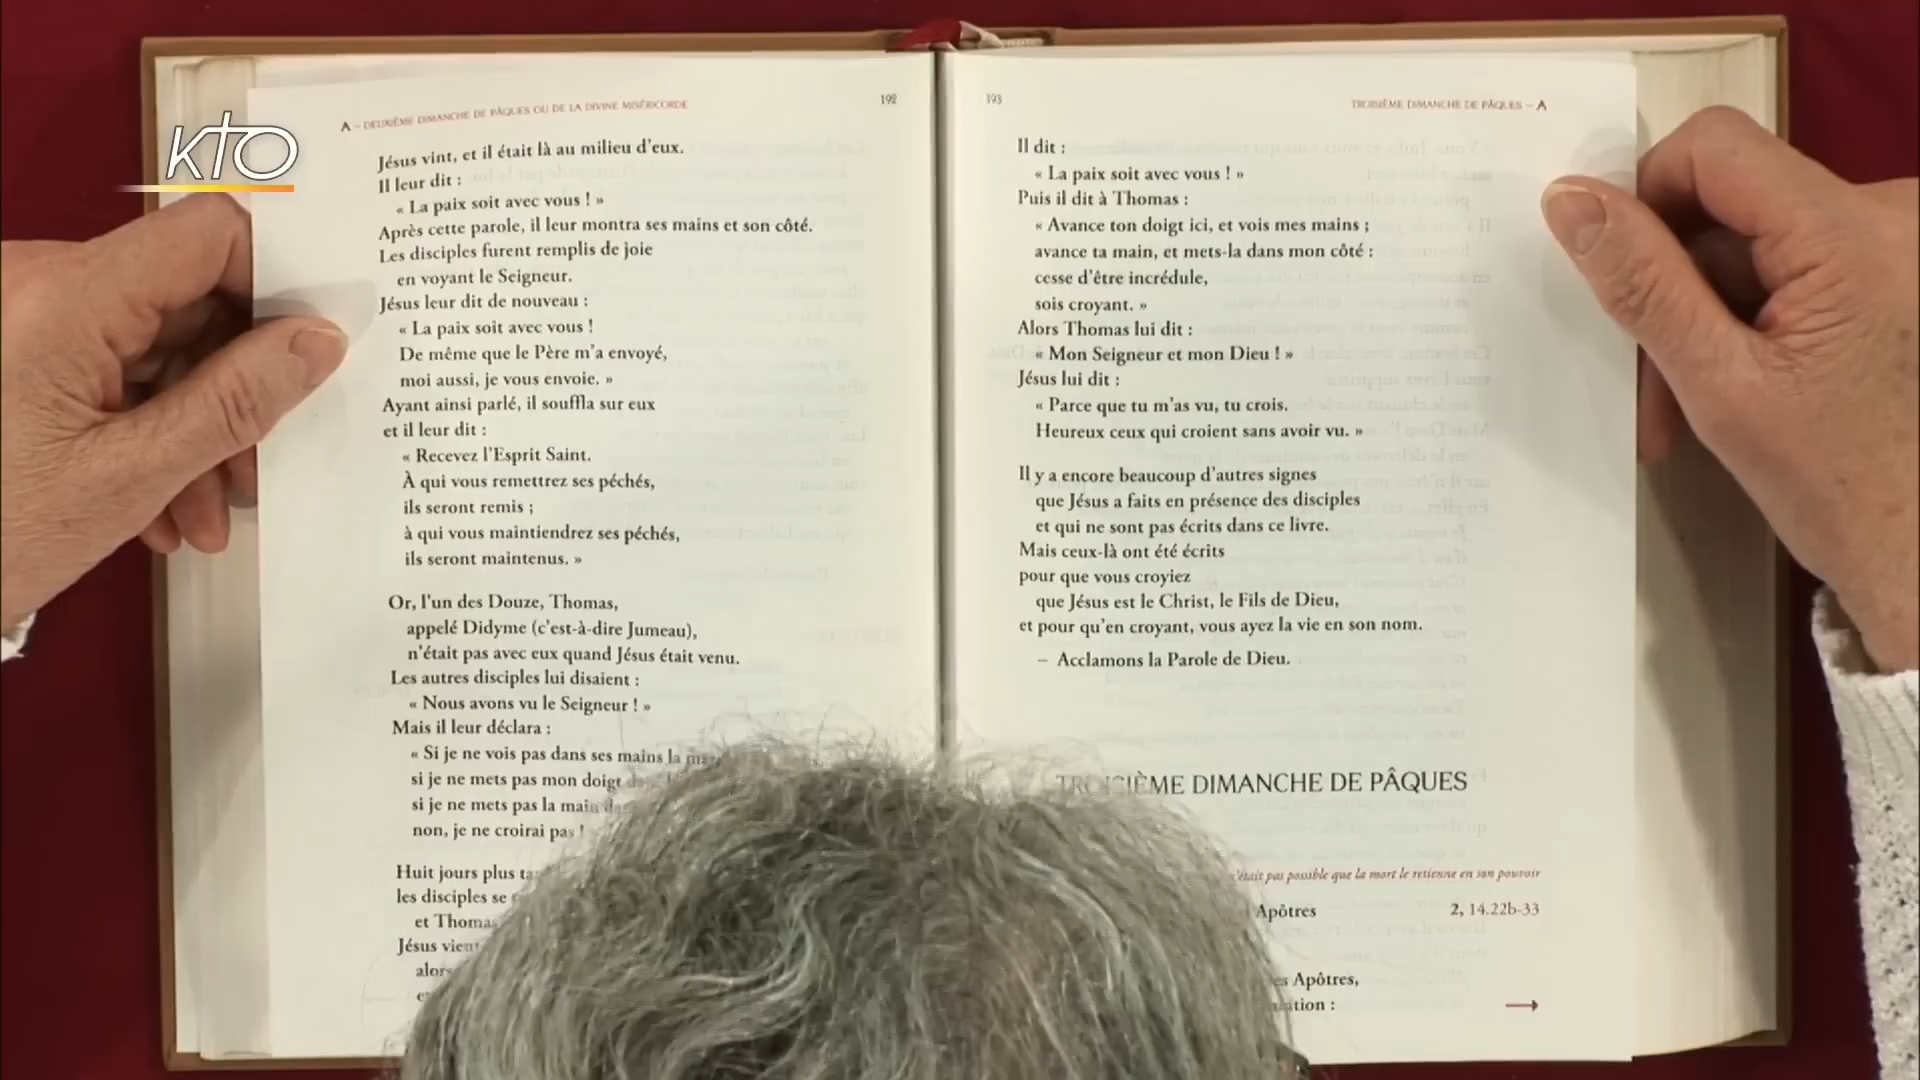 KTO
A – DEUXIÈME DIMANCHE DE PÂQUES OU DE LA DIVINE MISÉRICORDE
192
Jésus vint, et il était là au milieu d'eux.
Il leur dit :
« La paix soit avec vous ! »
Après cette parole, il leur montra ses mains et son côté.
Les disciples furent remplis de joie
en voyant le Seigneur.
Jésus leur dit de nouveau :
« La paix soit avec vous !
De même que le Père m'a envoyé,
moi aussi, je vous envoie. »
Ayant ainsi parlé, il souffla sur eux
et il leur dit :
« Recevez l'Esprit Saint.
À qui vous remettrez ses péchés,
ils seront remis ;
à qui vous maintiendrez ses péchés,
ils seront maintenus. »
Or, l'un des Douze, Thomas,
appelé Didyme (c'est-à-dire Jumeau),
n'était pas avec eux quand Jésus était venu.
Les autres disciples lui disaient :
« Nous avons vu le Seigneur ! »
Mais il leur déclara :
« Si je ne vois pas dans ses mains la
si je ne mets pas mon doigt
si je ne mets pas la main
non, je ne croirai pas !
Huit jours plus
les disciples se
et Thomas
Jésus vient
alors
193
TROISIÈME DIMANCHE DE PÂQUES – A
Il dit :
« La paix soit avec vous ! »
Puis il dit à Thomas :
« Avance ton doigt ici, et vois mes mains ;
avance ta main, et mets-la dans mon côté :
cesse d'être incrédule,
sois croyant. »
Alors Thomas lui dit :
« Mon Seigneur et mon Dieu ! »
Jésus lui dit :
« Parce que tu m'as vu, tu crois.
Heureux ceux qui croient sans avoir vu. »
Il y a encore beaucoup d'autres signes
que Jésus a faits en présence des disciples
et qui ne sont pas écrits dans ce livre.
Mais ceux-là ont été écrits
pour que vous croyiez
que Jésus est le Christ, le Fils de Dieu,
et pour qu'en croyant, vous ayez la vie en son nom.
– Acclamons la Parole de Dieu.
TROISIÈME DIMANCHE DE PÂQUES
n'était pas possible que la mort le retienne en son pouvoir
Apôtres 2, 14.22b-33
Apôtres,
: